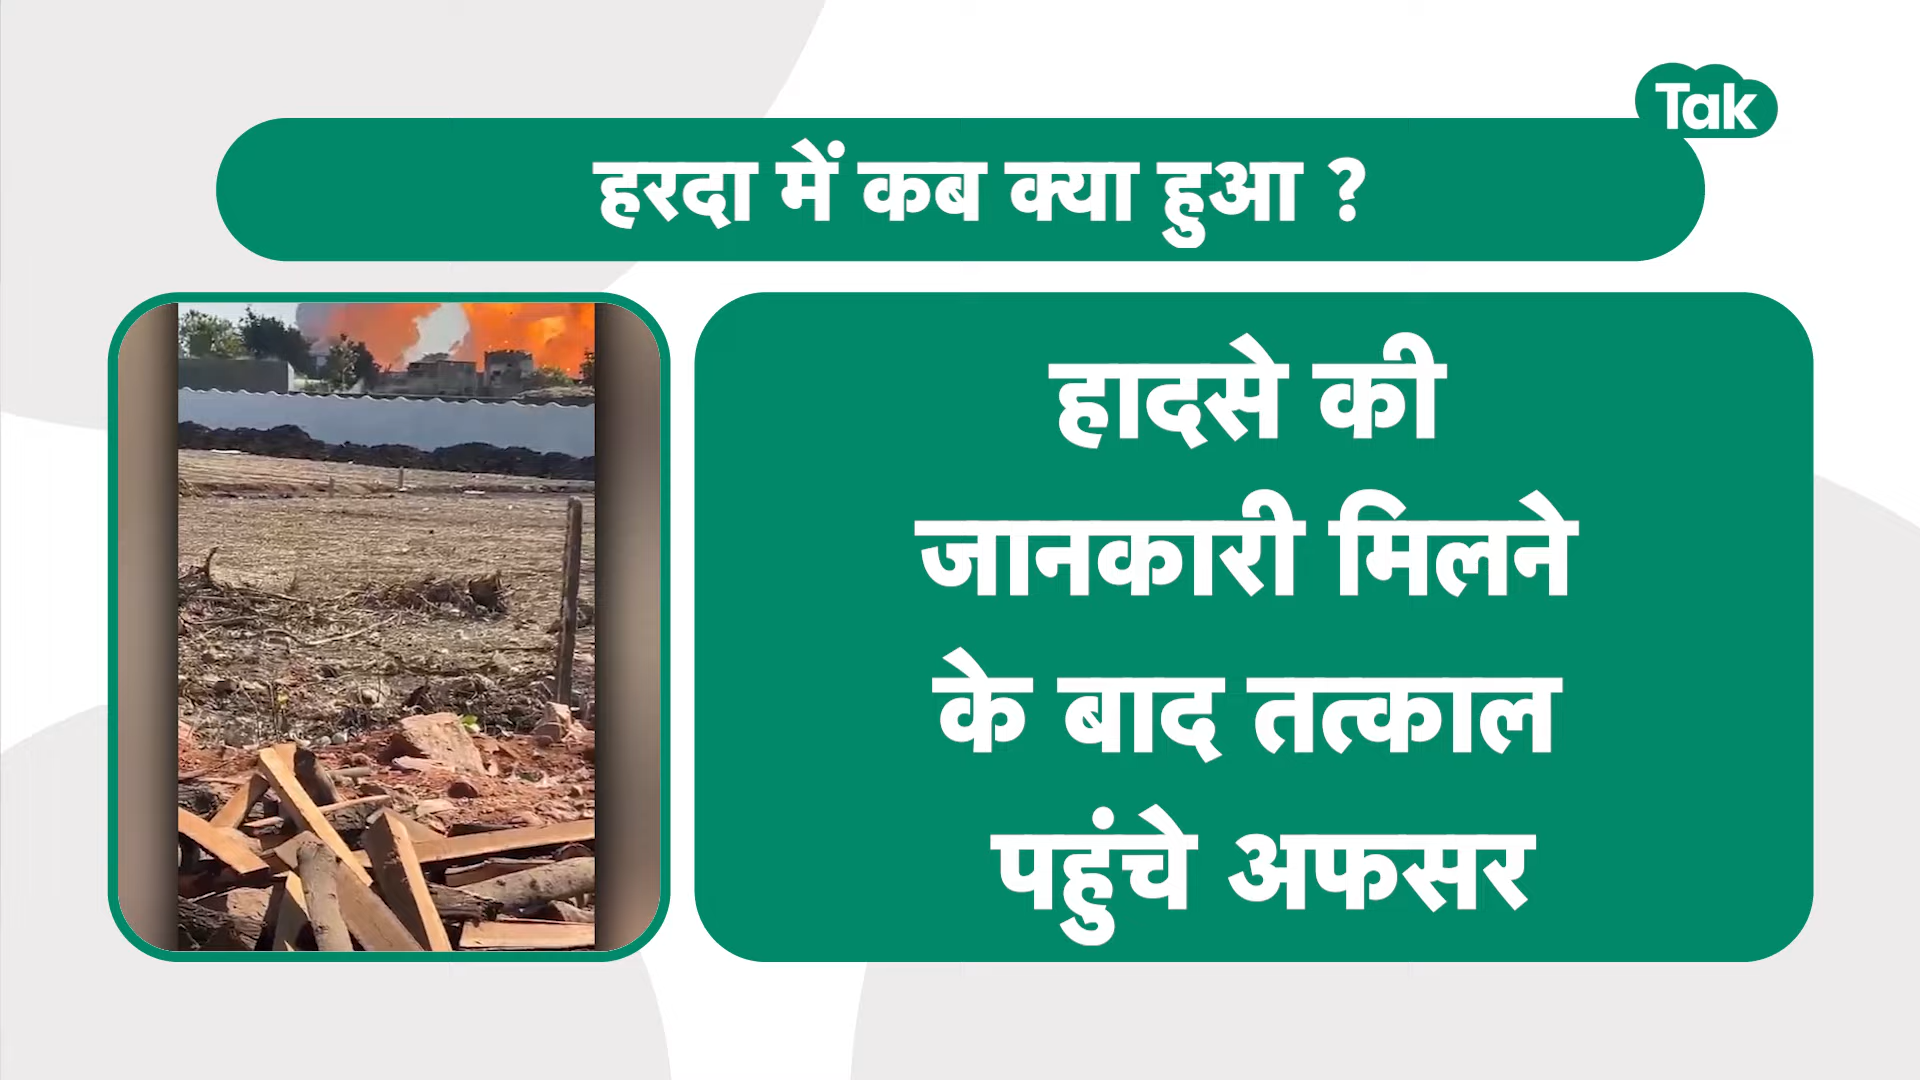 Tak
हरदा में कब क्या हुआ ?
हादसे की
जानकारी मिलने
के बाद तत्काल
पहुंचे अफसर